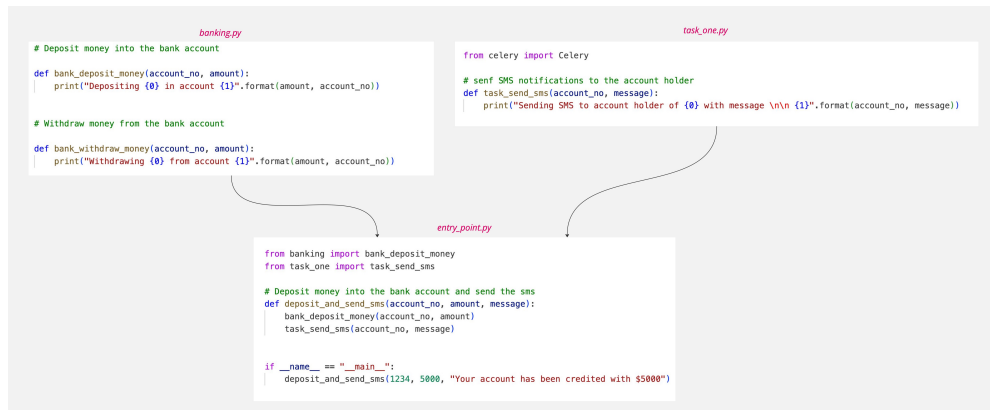 banking.py
# Deposit money into the bank account
def bank_deposit_money(account_no, amount):
    print("Depositing {0} in account {1}".format(amount, account_no))
# Withdraw money from the bank account
def bank_withdraw_money(account_no, amount):
    print("Withdrawing {0} from account {1}".format(amount, account_no))
task_one.py
from celery import Celery
# senf SMS notifications to the account holder
def task_send_sms(account_no, message):
    print("Sending SMS to account holder of {0} with message \n\n {1}".format(account_no, message))
entry_point.py
from banking import bank_deposit_money
from task_one import task_send_sms
# Deposit money into the bank account and send the sms
def deposit_and_send_sms(account_no, amount, message):
    bank_deposit_money(account_no, amount)
    task_send_sms(account_no, message)
if __name__ == "__main__":
    deposit_and_send_sms(1234, 5000, "Your account has been credited with $5000")